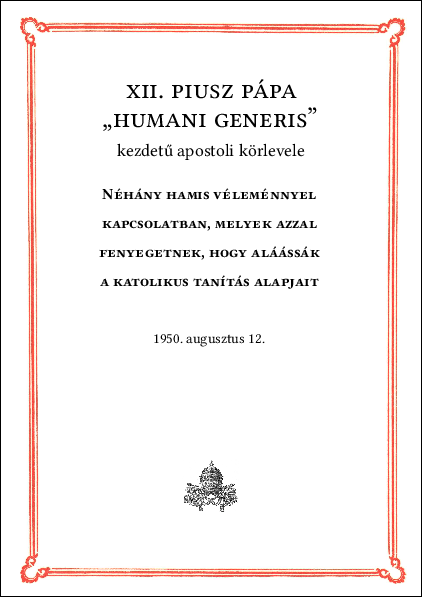 XII. PIUSZ PÁPA
„HUMANI GENERIS”
kezdetű apostoli körlevele
NÉHÁNY HAMIS VÉLEMÉNNYEL
KAPCSOLATBAN, MELYEK AZZAL
FENYEGETNEK, HOGY ALÁÁSSÁK
A KATOLIKUS TANÍTÁS ALAPJAIT
1950. augusztus 12.